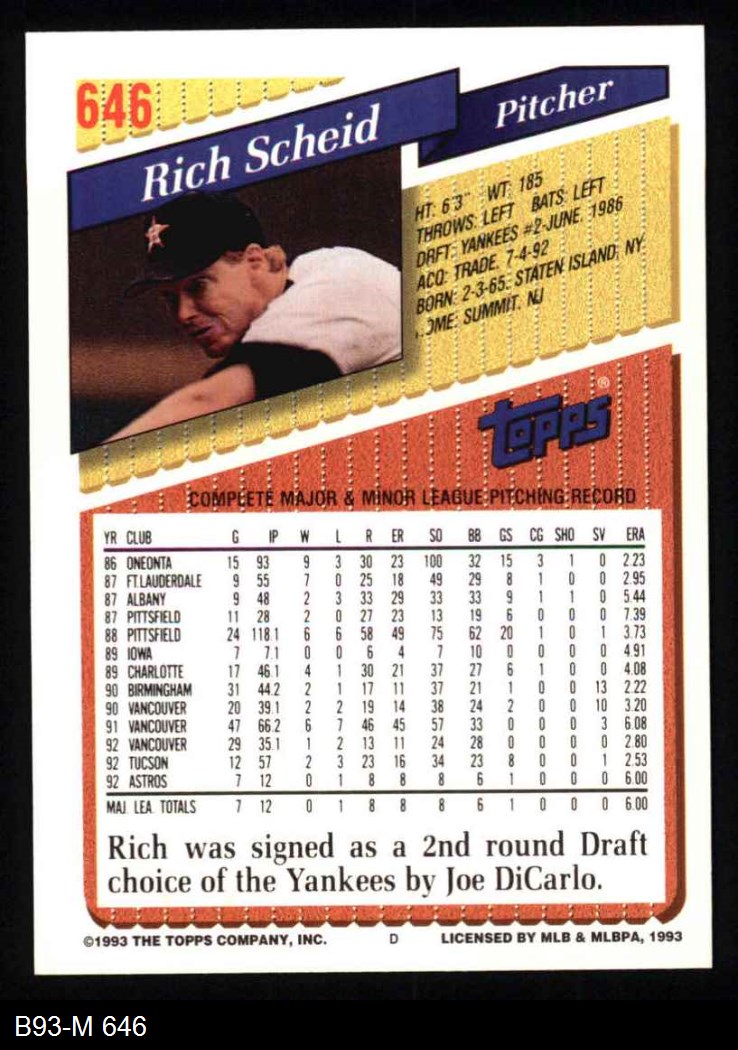 646
Rich Scheid
Pitcher
HT: 6'3" WT: 185
THROWS: LEFT BATS: LEFT
DRFT: YANKEES #2-JUNE, 1986
ACQ: TRADE, 7-4-92
BORN: 2-3-65, STATEN ISLAND, NY
OME: SUMMIT, NJ
topps®
COMPLETE MAJOR & MINOR LEAGUE PITCHING RECORD
YR CLUB G IP W L R ER SO BB GS CG SHO SV ERA
86 ONEONTA 15 93 9 3 30 23 100 32 15 3 1 0 2.23
87 FT.LAUDERDALE 9 55 7 0 25 18 49 29 8 1 0 0 2.95
87 ALBANY 9 48 2 3 33 29 33 33 9 1 1 0 5.44
87 PITTSFIELD 11 28 2 0 27 23 13 19 6 0 0 0 7.39
88 PITTSFIELD 24 118.1 6 6 58 49 75 62 20 1 0 1 3.73
89 IOWA 7 7.1 0 0 6 4 7 10 0 0 0 0 4.91
89 CHARLOTTE 17 46.1 4 1 30 21 37 27 6 1 0 0 4.08
90 BIRMINGHAM 31 44.2 2 1 17 11 37 21 1 0 0 13 2.22
90 VANCOUVER 20 39.1 2 2 19 14 38 24 2 0 0 10 3.20
91 VANCOUVER 47 66.2 6 7 46 45 57 33 0 0 0 3 6.08
92 VANCOUVER 29 35.1 1 2 13 11 24 28 0 0 0 0 2.80
92 TUCSON 12 57 2 3 23 16 34 23 8 0 0 1 2.53
92 ASTROS 7 12 0 1 8 8 8 6 1 0 0 0 6.00
MAJ. LEA. TOTALS 7 12 0 1 8 8 8 6 1 0 0 0 6.00
Rich was signed as a 2nd round Draft
choice of the Yankees by Joe DiCarlo.
©1993 THE TOPPS COMPANY, INC. D LICENSED BY MLB & MLBPA, 1993
B93-M 646